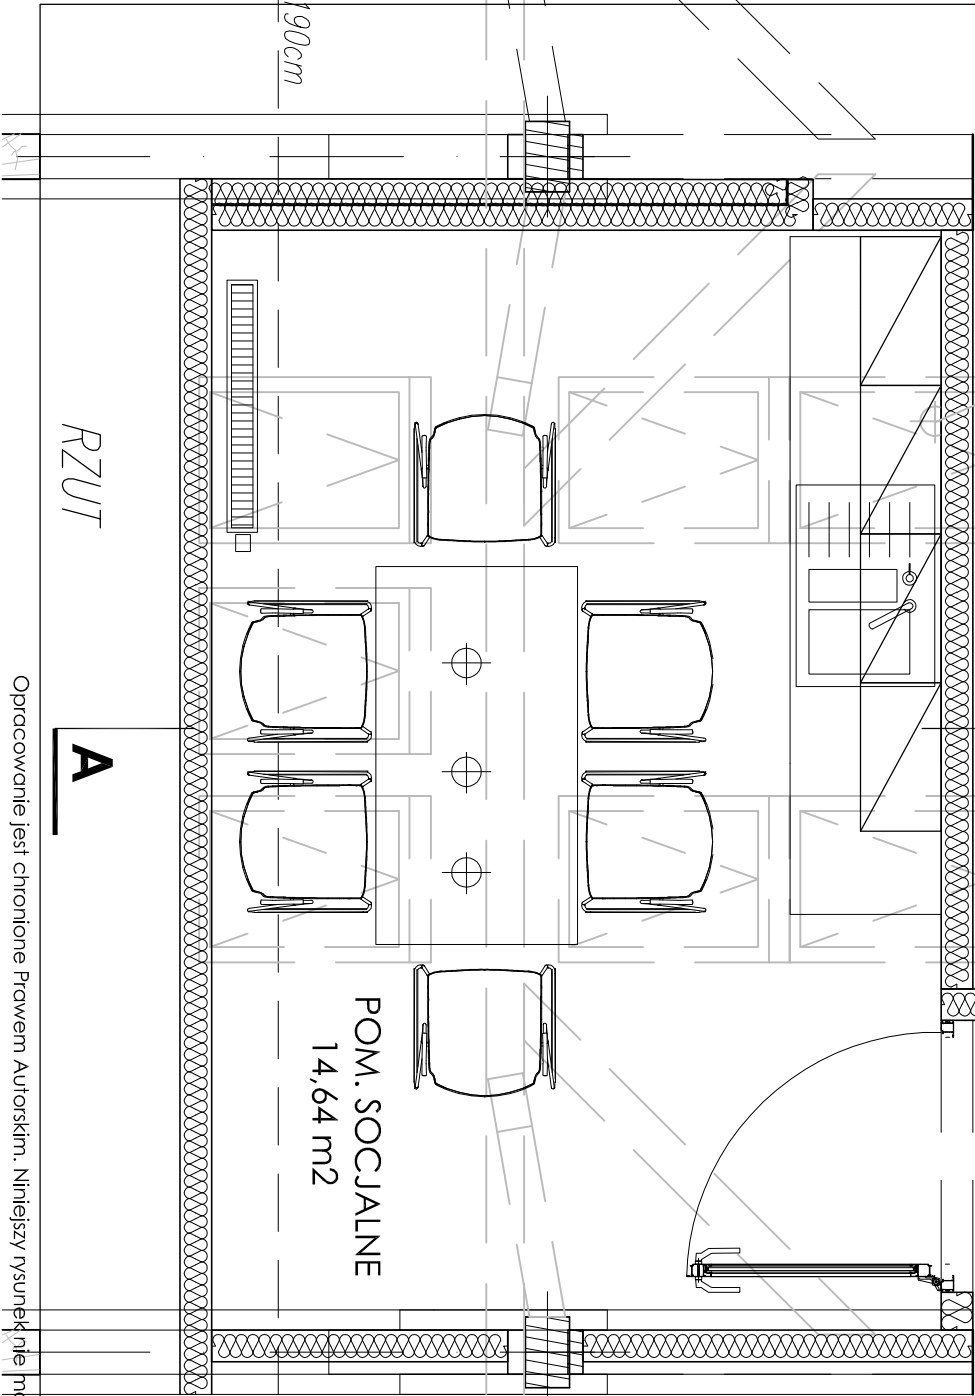 190cm
RZUT
A
POM. SOCJALNE
14,64 m2
Opracowanie jest chronione Prawem Autorskim. Niniejszy rysunek nie